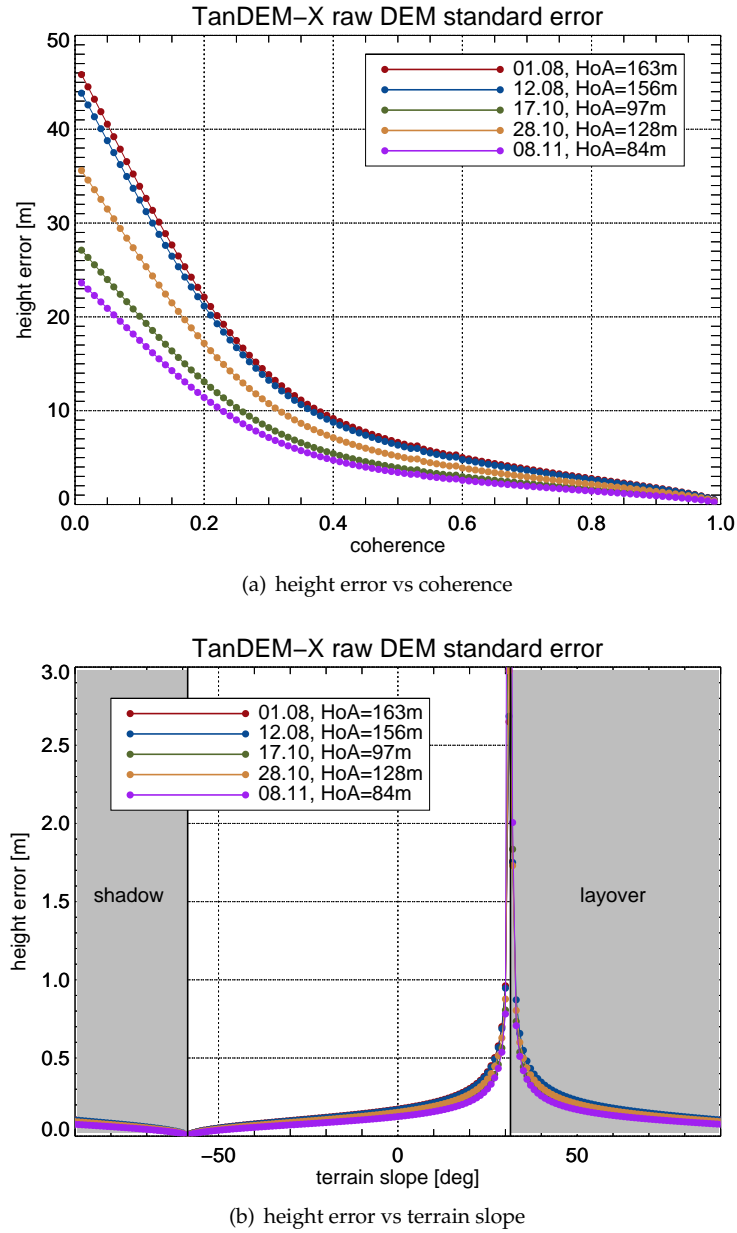 TanDEM−X raw DEM standard error
50
40
30
20
10
0
height error [m]
01.08, HoA=163m
12.08, HoA=156m
17.10, HoA=97m
28.10, HoA=128m
08.11, HoA=84m
0.0 0.2 0.4 0.6 0.8 1.0
coherence
(a) height error vs coherence
TanDEM−X raw DEM standard error
3.0
2.5
2.0
1.5
1.0
0.5
0.0
height error [m]
01.08, HoA=163m
12.08, HoA=156m
17.10, HoA=97m
28.10, HoA=128m
08.11, HoA=84m
shadow
layover
−50 0 50
terrain slope [deg]
(b) height error vs terrain slope